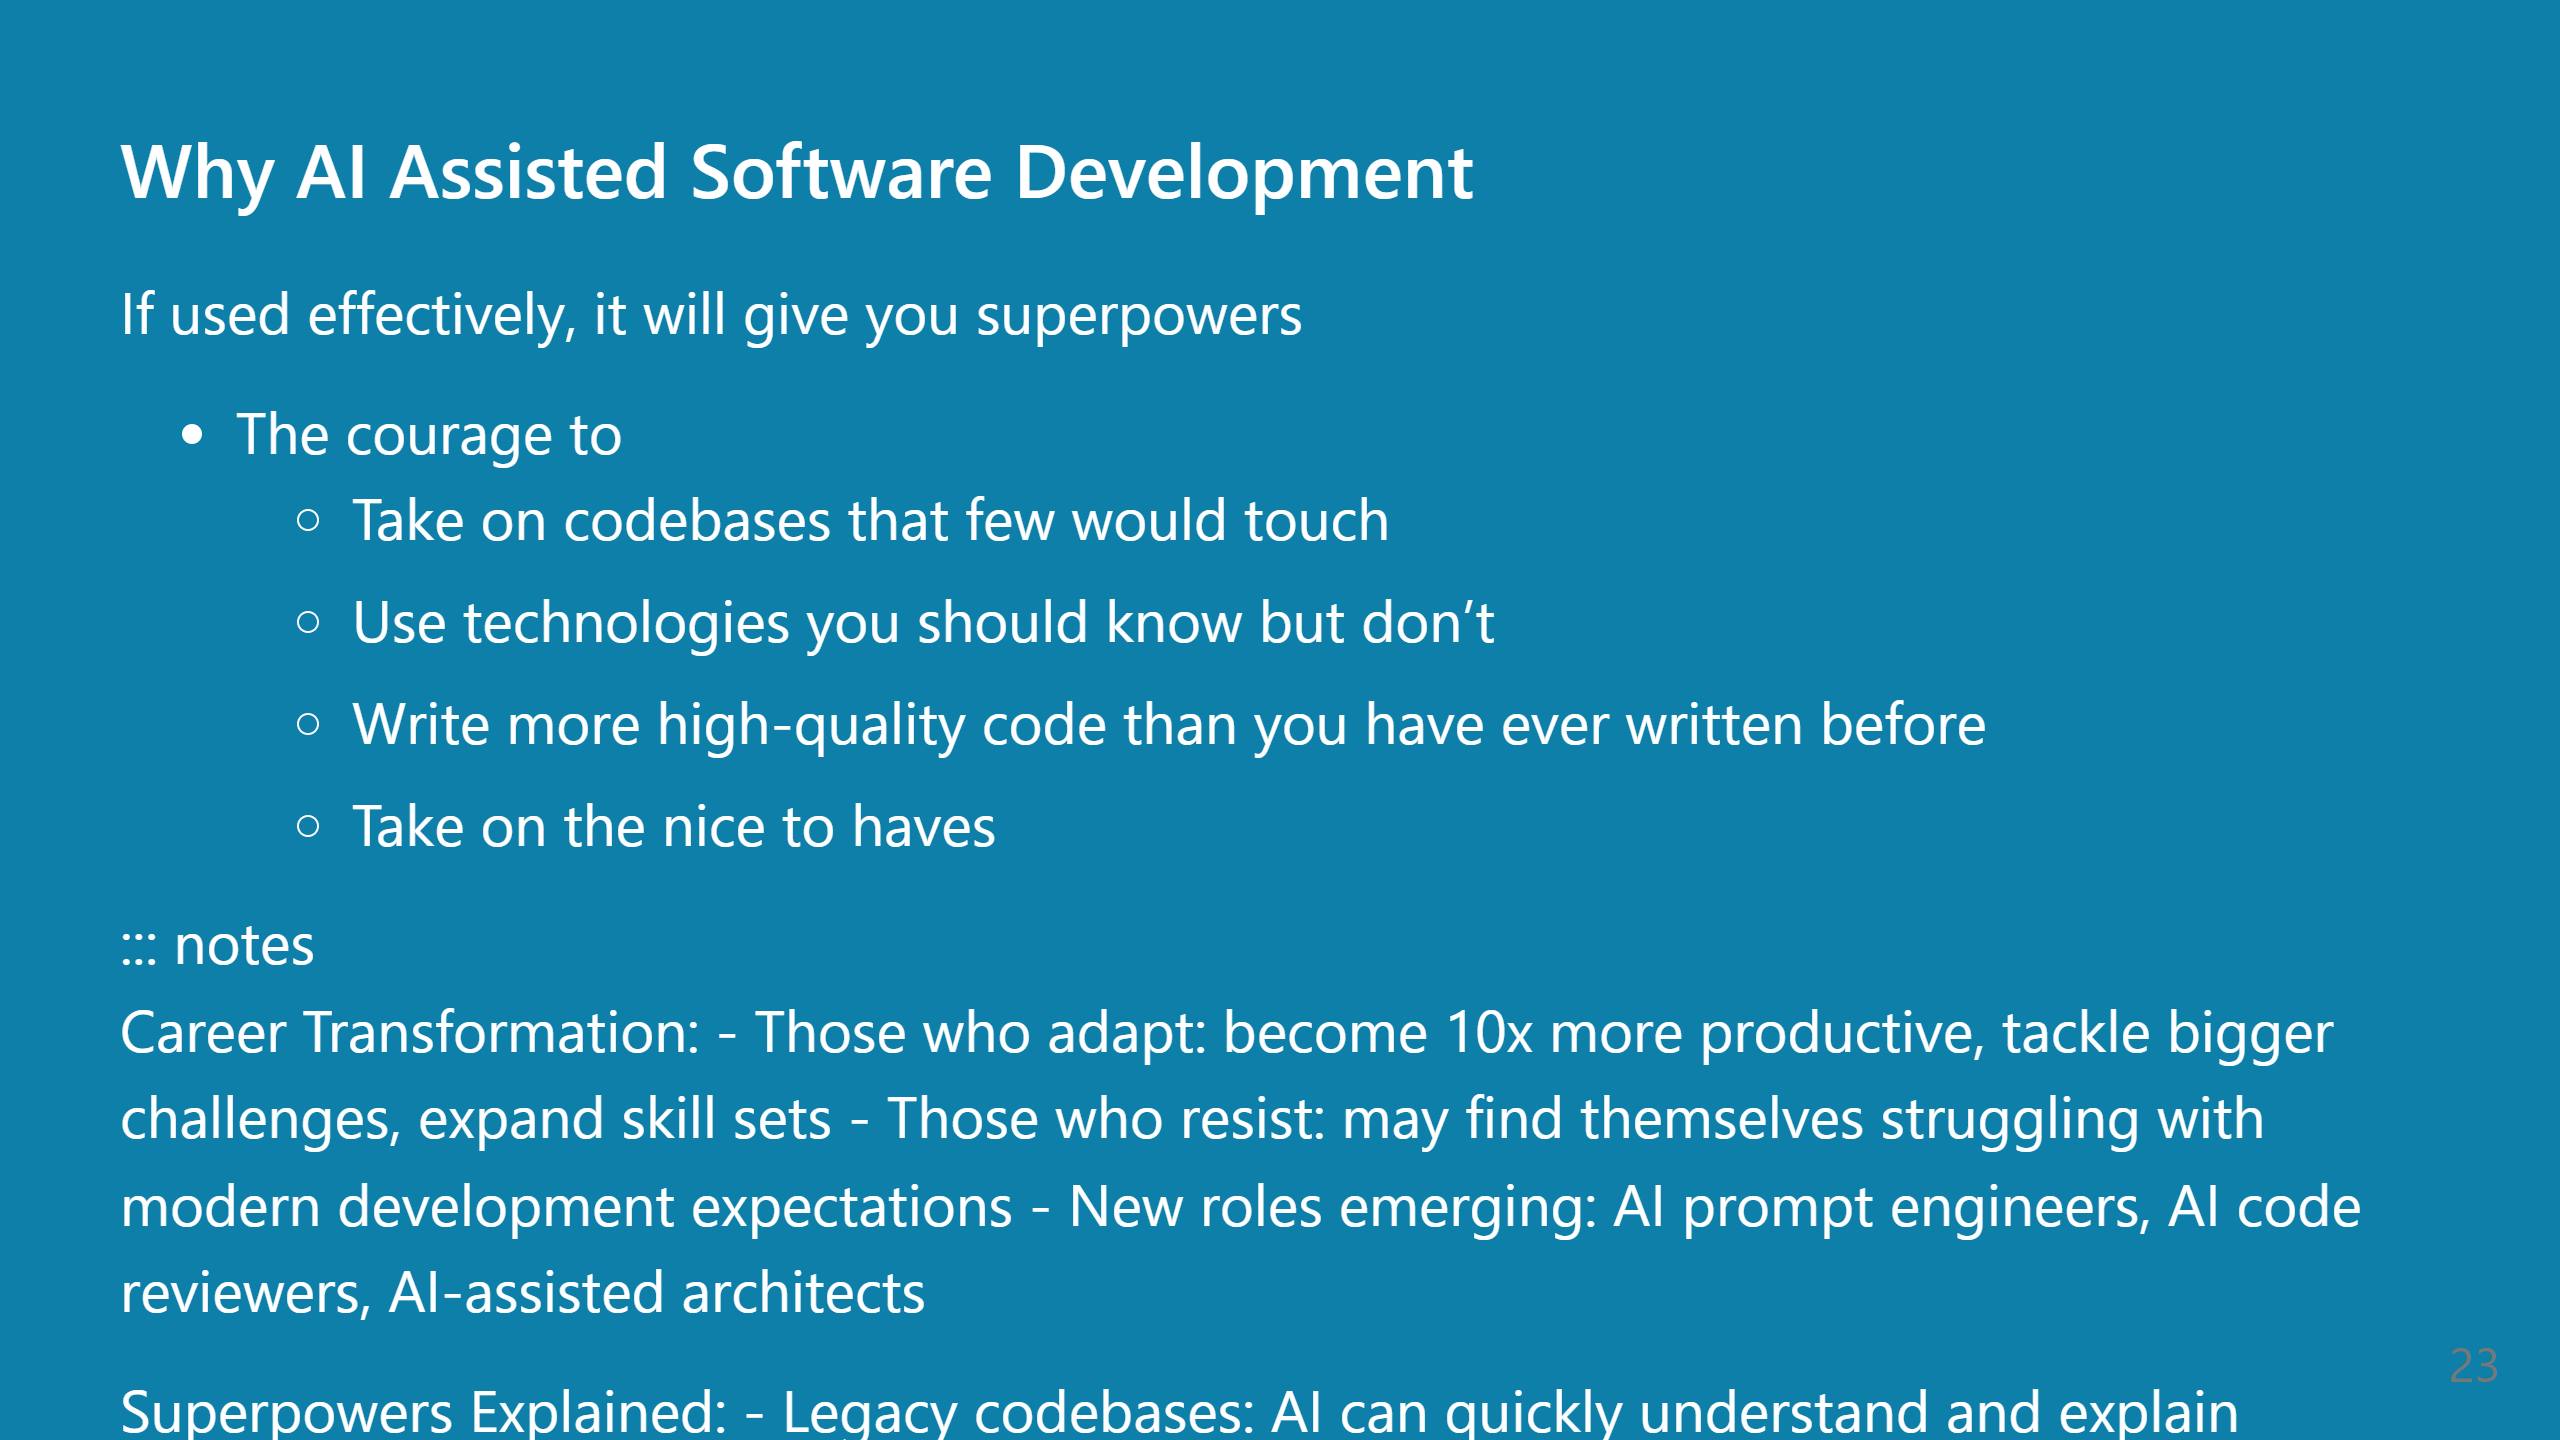 Why AI Assisted Software Development
If used effectively, it will give you superpowers
• The courage to
○ Take on codebases that few would touch
○ Use technologies you should know but don’t
○ Write more high-quality code than you have ever written before
○ Take on the nice to haves
::: notes
Career Transformation: - Those who adapt: become 10x more productive, tackle bigger
challenges, expand skill sets - Those who resist: may find themselves struggling with
modern development expectations - New roles emerging: AI prompt engineers, AI code
reviewers, AI-assisted architects
23
Superpowers Explained: - Legacy codebases: AI can quickly understand and explain